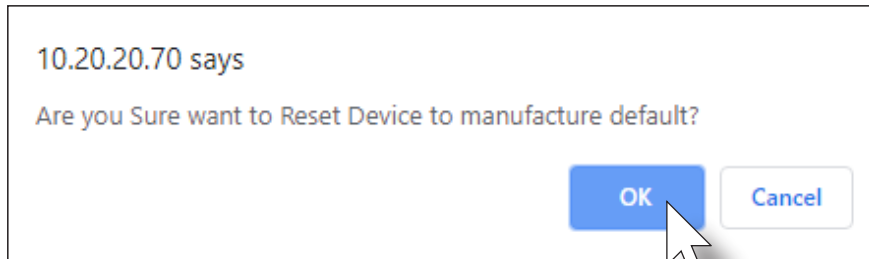 10.20.20.70 says
Are you Sure want to Reset Device to manufacture default?
OK Cancel